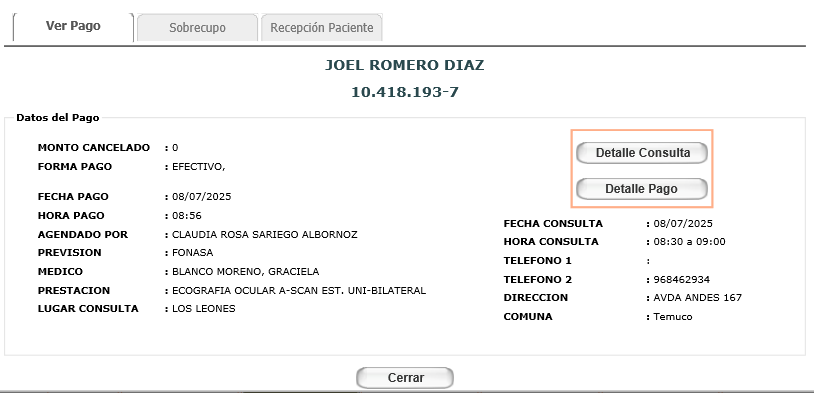 Ver Pago
Sobrecupo
Recepción Paciente
JOEL ROMERO DIAZ
10.418.193-7
Datos del Pago
MONTO CANCELADO : 0
FORMA PAGO : EFECTIVO,
FECHA PAGO : 08/07/2025
HORA PAGO : 08:56
AGENDADO POR : CLAUDIA ROSA SARIEGO ALBORNOZ
PREVISION : FONASA
MEDICO : BLANCO MORENO, GRACIELA
PRESTACION : ECOGRAFIA OCULAR A-SCAN EST. UNI-BILATERAL
LUGAR CONSULTA : LOS LEONES
Detalle Consulta
Detalle Pago
FECHA CONSULTA : 08/07/2025
HORA CONSULTA : 08:30 a 09:00
TELEFONO 1 :
TELEFONO 2 : 968462934
DIRECCION : AVDA ANDES 167
COMUNA : Temuco
Cerrar